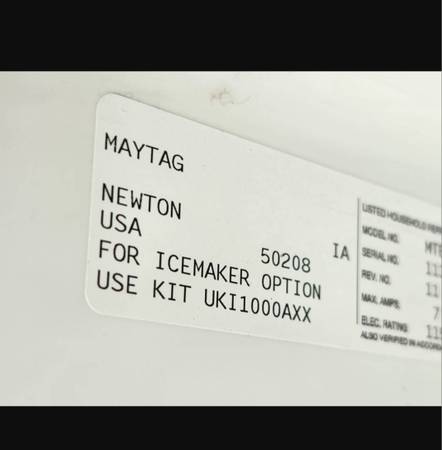 MAYTAG
NEWTON
USA
50208 IA
FOR ICEMAKER OPTION
USE KIT UKI1000AXX
LISTED HOUSEHOLD
MODEL NO.
SERIAL NO.
REV. NO.
MAX. AMPS. 7
ELEC. RATING
ALSO VERIFIED IN